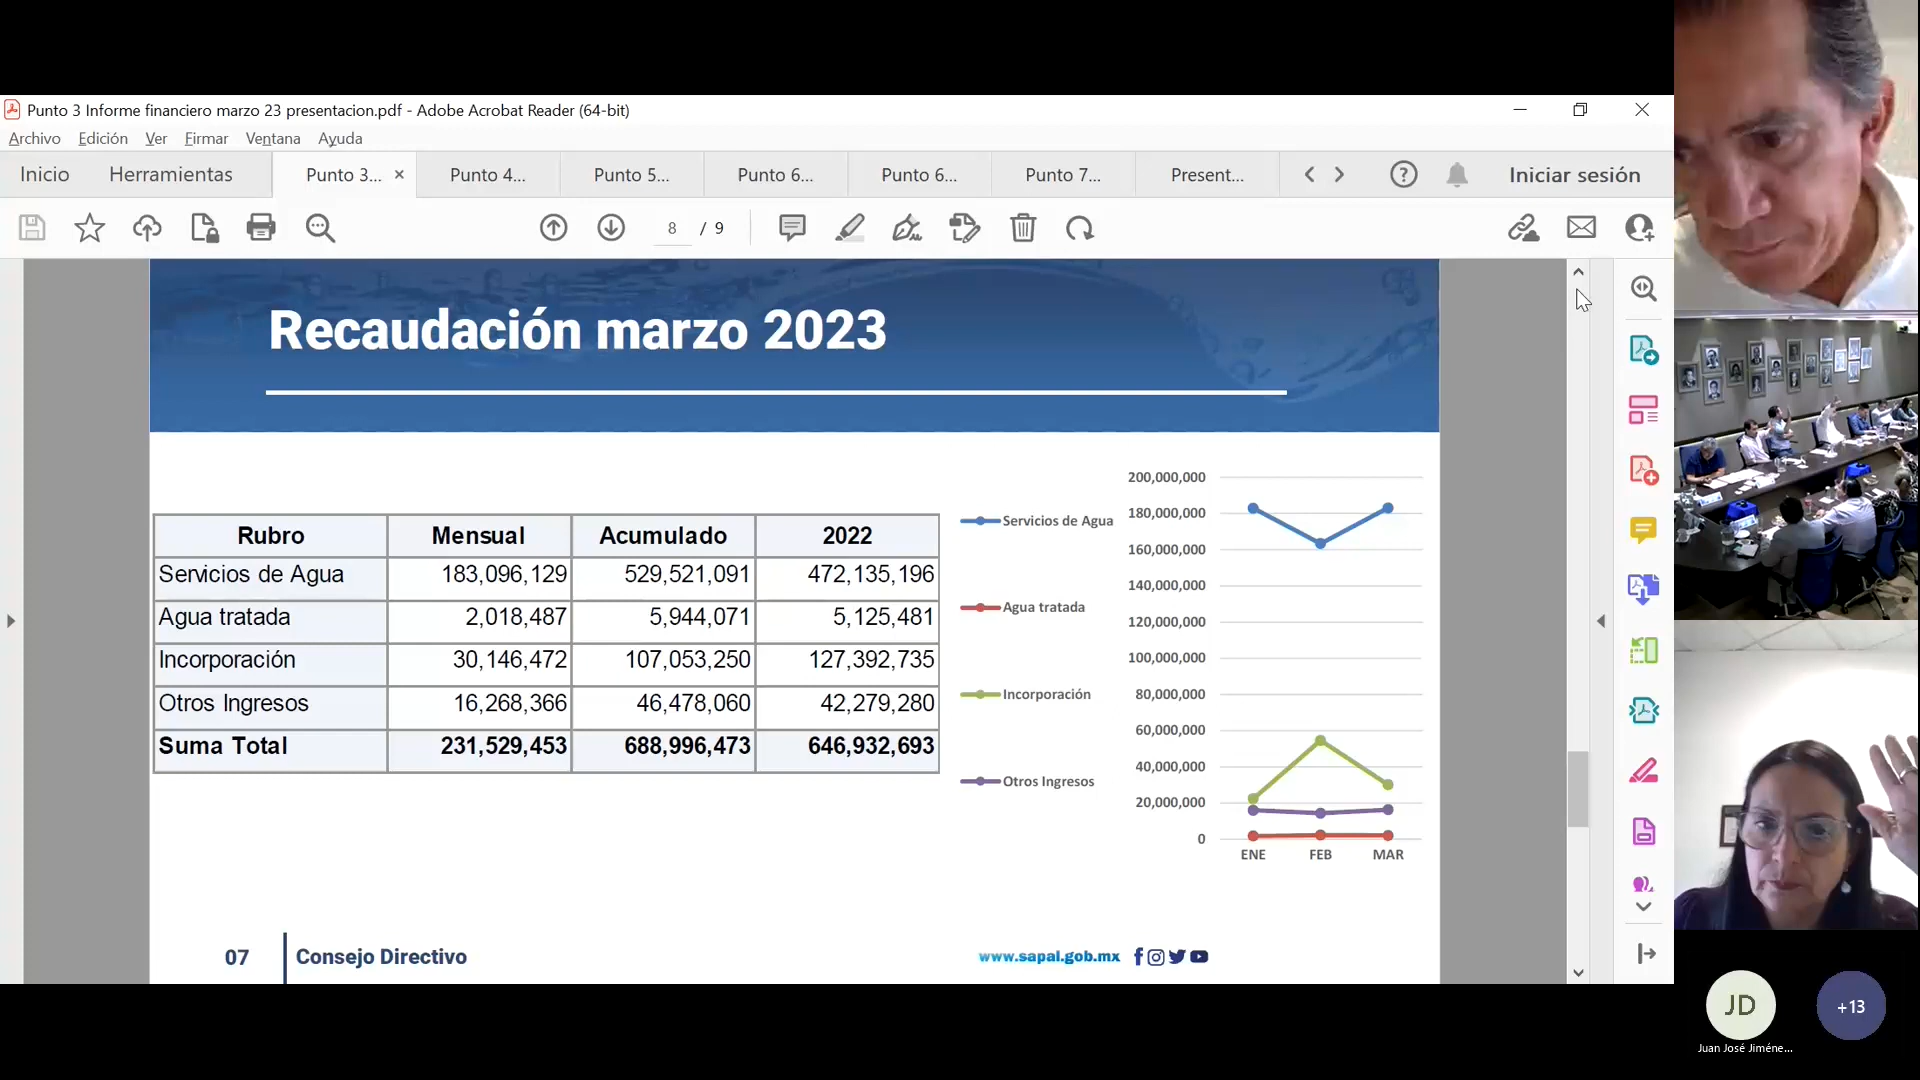 Punto 3 Informe financiero marzo 23 presentacion.pdf - Adobe Acrobat Reader (64-bit)
Archivo Edición Ver Firmar Ventana Ayuda
Inicio Herramientas Punto 3... × Punto 4... Punto 5... Punto 6... Punto 6... Punto 7... Present... Iniciar sesión
8 / 9
Recaudación marzo 2023
Rubro Mensual Acumulado 2022
Servicios de Agua 183,096,129 529,521,091 472,135,196
Agua tratada 2,018,487 5,944,071 5,125,481
Incorporación 30,146,472 107,053,250 127,392,735
Otros Ingresos 16,268,366 46,478,060 42,279,280
Suma Total 231,529,453 688,996,473 646,932,693
Servicios de Agua
Agua tratada
Incorporación
Otros Ingresos
200,000,000
180,000,000
160,000,000
140,000,000
120,000,000
100,000,000
80,000,000
60,000,000
40,000,000
20,000,000
0
ENE FEB MAR
07 Consejo Directivo
www.sapal.gob.mx
JD
+13
Juan José Jiméne...